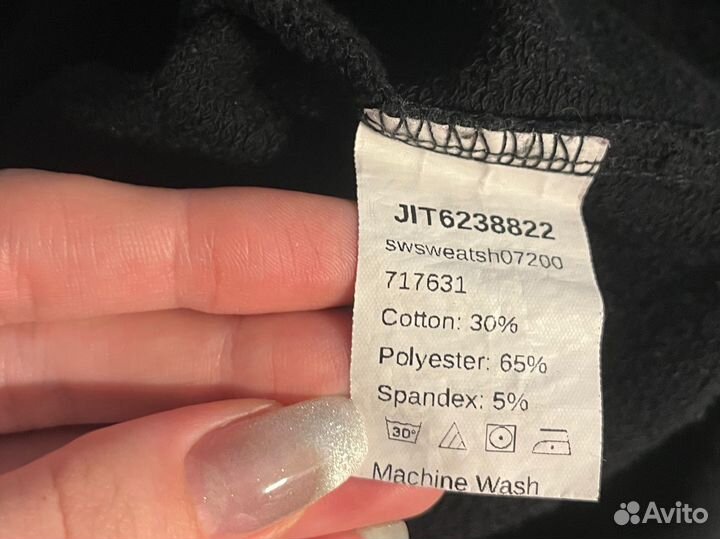 JIT6238822
swsweatsh07200
717631
Cotton: 30%
Polyester: 65%
Spandex: 5%
30°
Machine Wash
Avito